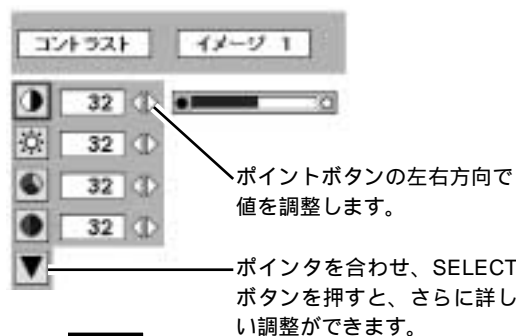 コントラスト
イメージ 1
32
32
32
32
ポイントボタンの左右方向で
値を調整します。
ポインタを合わせ、SELECT
ボタンを押すと、さらに詳し
い調整ができます。